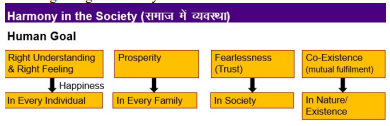 Harmony in the Society (समाज में व्यवस्था)
Human Goal
Right Understanding
& Right Feeling
Prosperity
Fearlessness
(Trust)
Co-Existence
(mutual fulfilment)
Happiness
In Every Individual
In Every Family
In Society
In Nature/
Existence